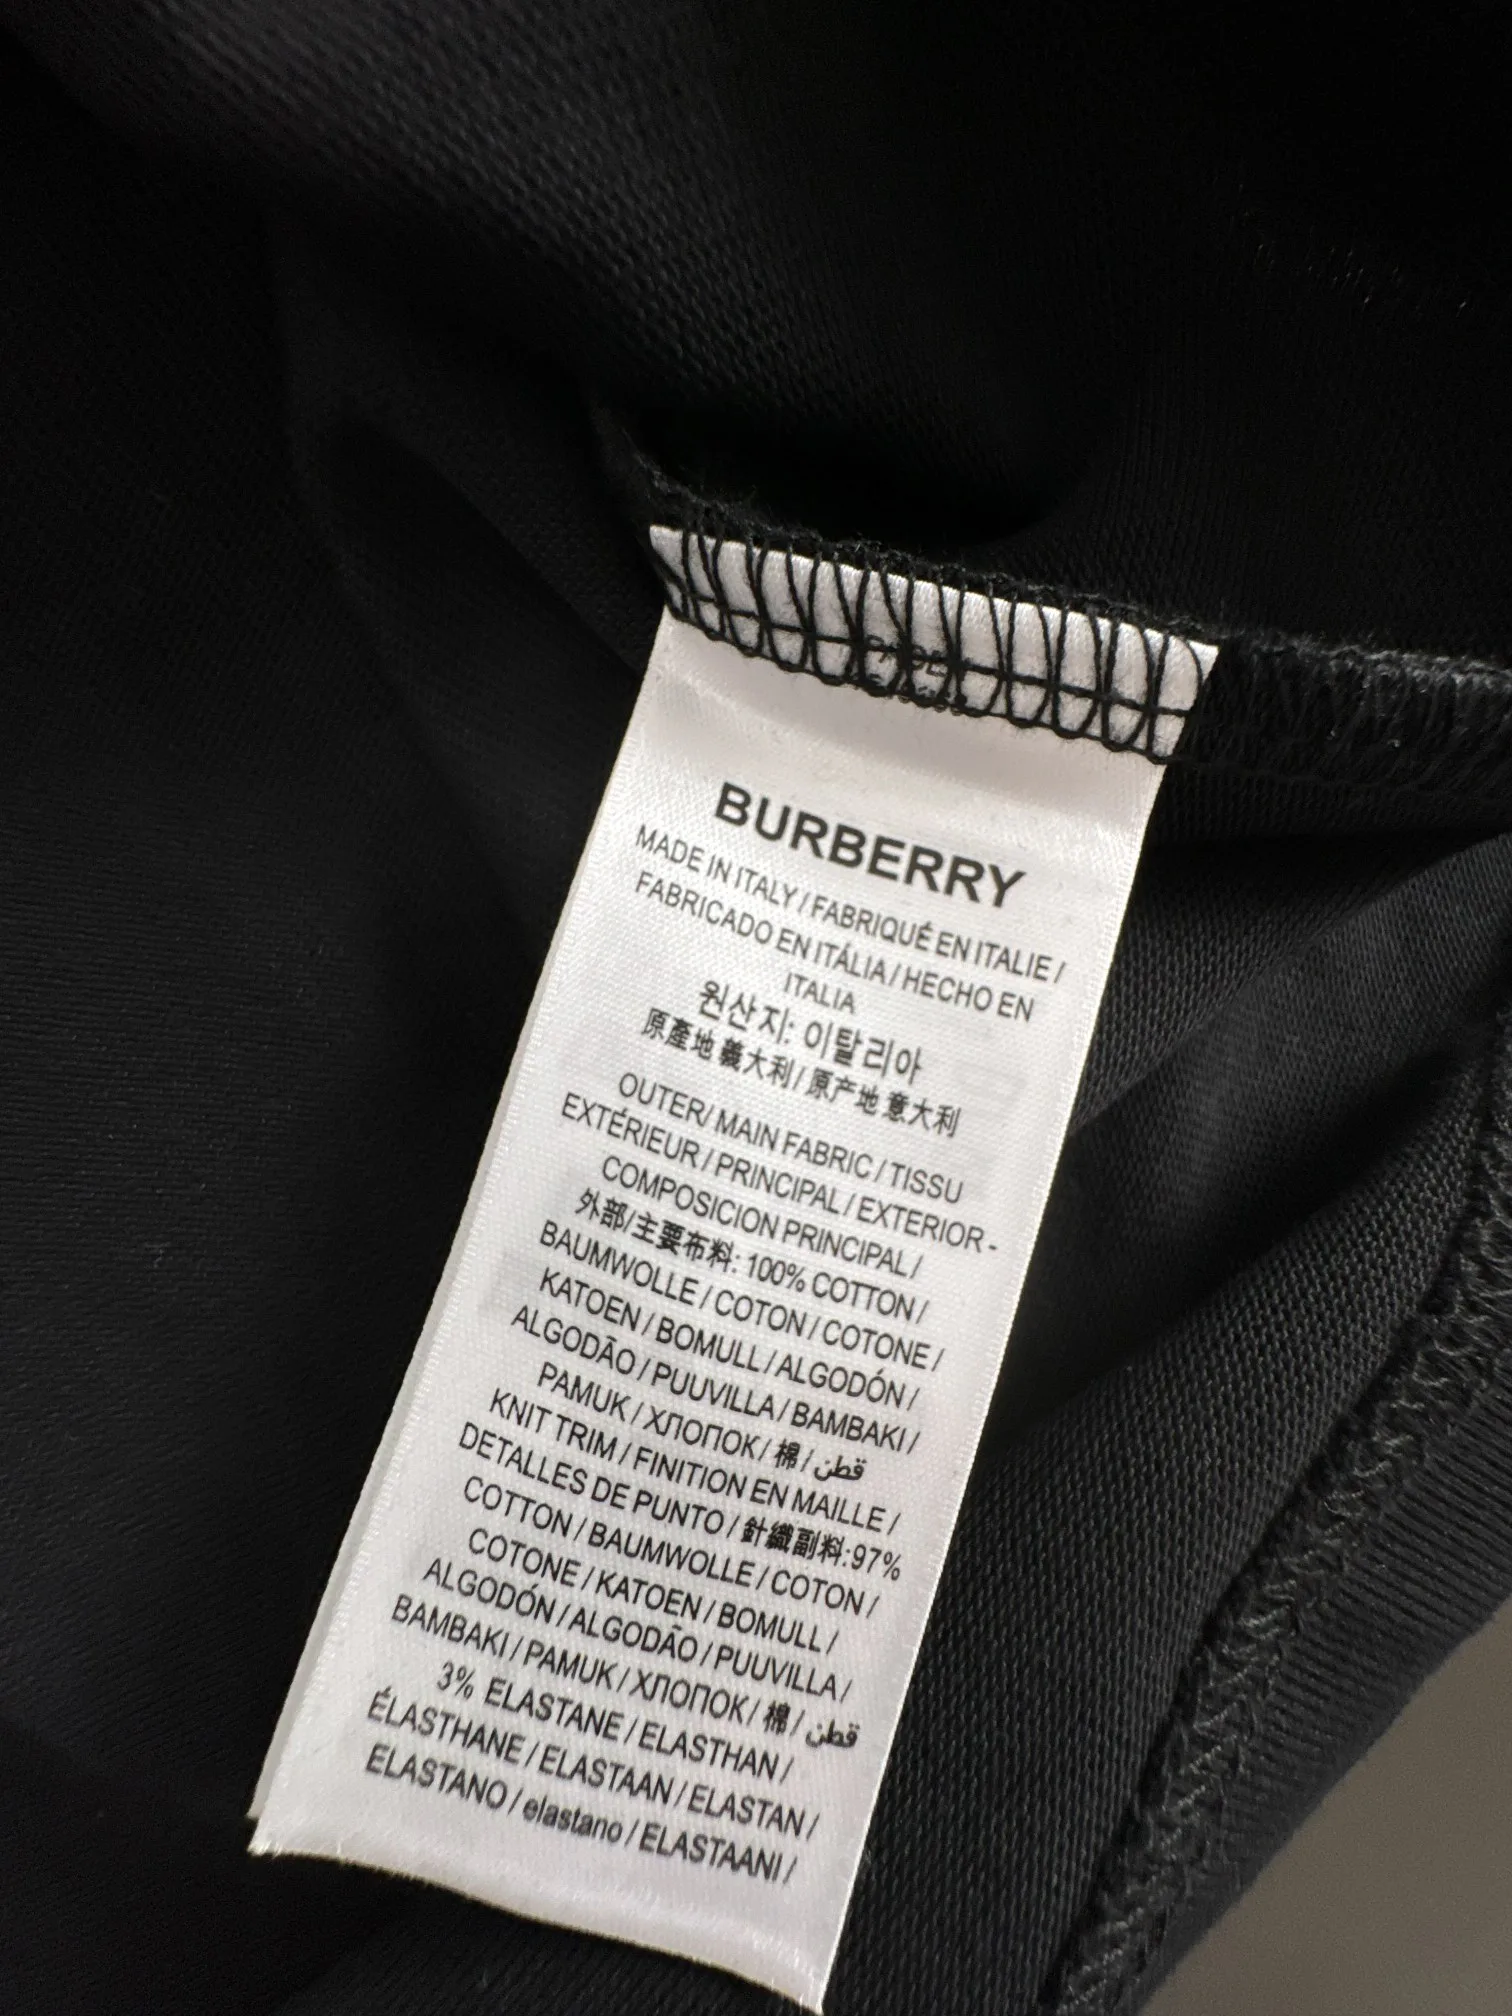 BURBERRY
MADE IN ITALY / FABRIQUÉ EN ITALIE /
FABRICADO EN ITÁLIA / HECHO EN
ITALIA
원산지: 이탈리아
原產地 義大利 / 原产地 意大利
OUTER/ MAIN FABRIC / TISSU
EXTÉRIEUR / PRINCIPAL / EXTERIOR -
COMPOSICION PRINCIPAL /
外部/主要布料: 100% COTTON /
BAUMWOLLE / COTON / COTONE /
KATOEN / BOMULL / ALGODÓN /
ALGODÃO / PUUVILLA / BAMBAKI /
PAMUK / ХЛОПОК / 棉 / قطن
KNIT TRIM / FINITION EN MAILLE /
DETALLES DE PUNTO / 針織副料:97%
COTTON / BAUMWOLLE / COTON /
COTONE / KATOEN / BOMULL /
ALGODÓN / ALGODÃO / PUUVILLA /
BAMBAKI / PAMUK / ХЛОПОК / 棉 / قطن
3% ELASTANE / ELASTHAN /
ÉLASTHANE / ELASTAAN / ELASTAN /
ELASTANO / elastano / ELASTAANI /